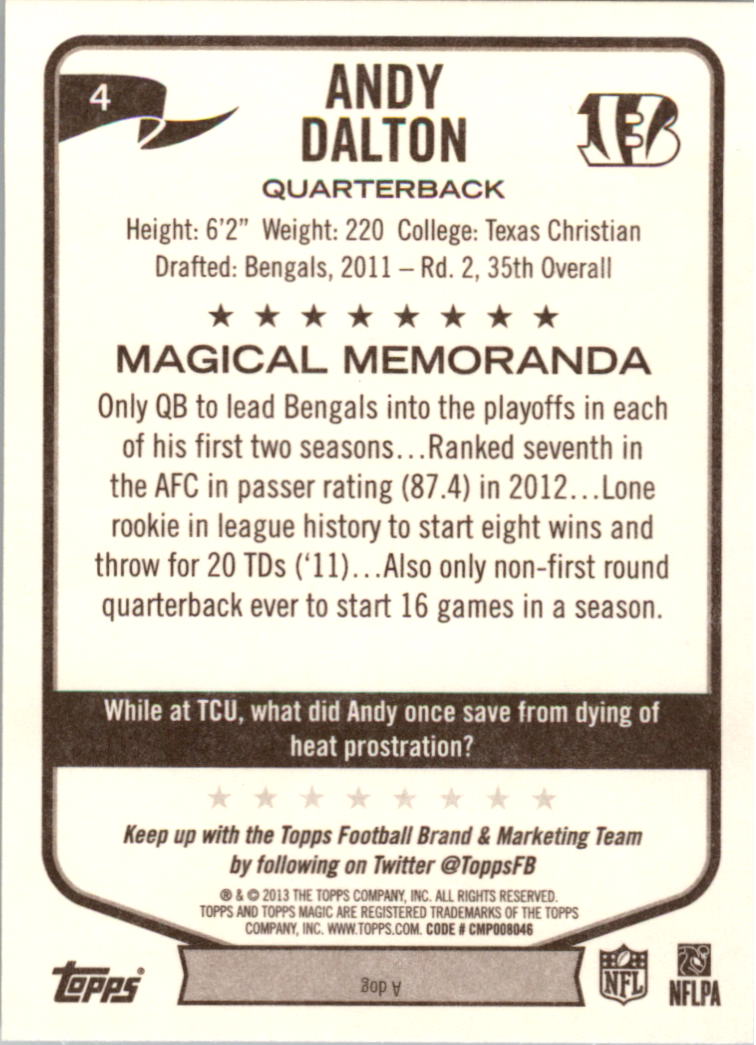 4
ANDY
DALTON
QUARTERBACK
Height: 6'2” Weight: 220 College: Texas Christian
Drafted: Bengals, 2011 – Rd. 2, 35th Overall
MAGICAL MEMORANDA
Only QB to lead Bengals into the playoffs in each
of his first two seasons...Ranked seventh in
the AFC in passer rating (87.4) in 2012...Lone
rookie in league history to start eight wins and
throw for 20 TDs (‘11)...Also only non-first round
quarterback ever to start 16 games in a season.
While at TCU, what did Andy once save from dying of
heat prostration?
Keep up with the Topps Football Brand & Marketing Team
by following on Twitter @ToppsFB
® & © 2013 THE TOPPS COMPANY, INC. ALL RIGHTS RESERVED.
TOPPS AND TOPPS MAGIC ARE REGISTERED TRADEMARKS OF THE TOPPS
COMPANY, INC. WWW.TOPPS.COM. CODE # CMP008046
Topps®
A dog
NFL
NFLPA